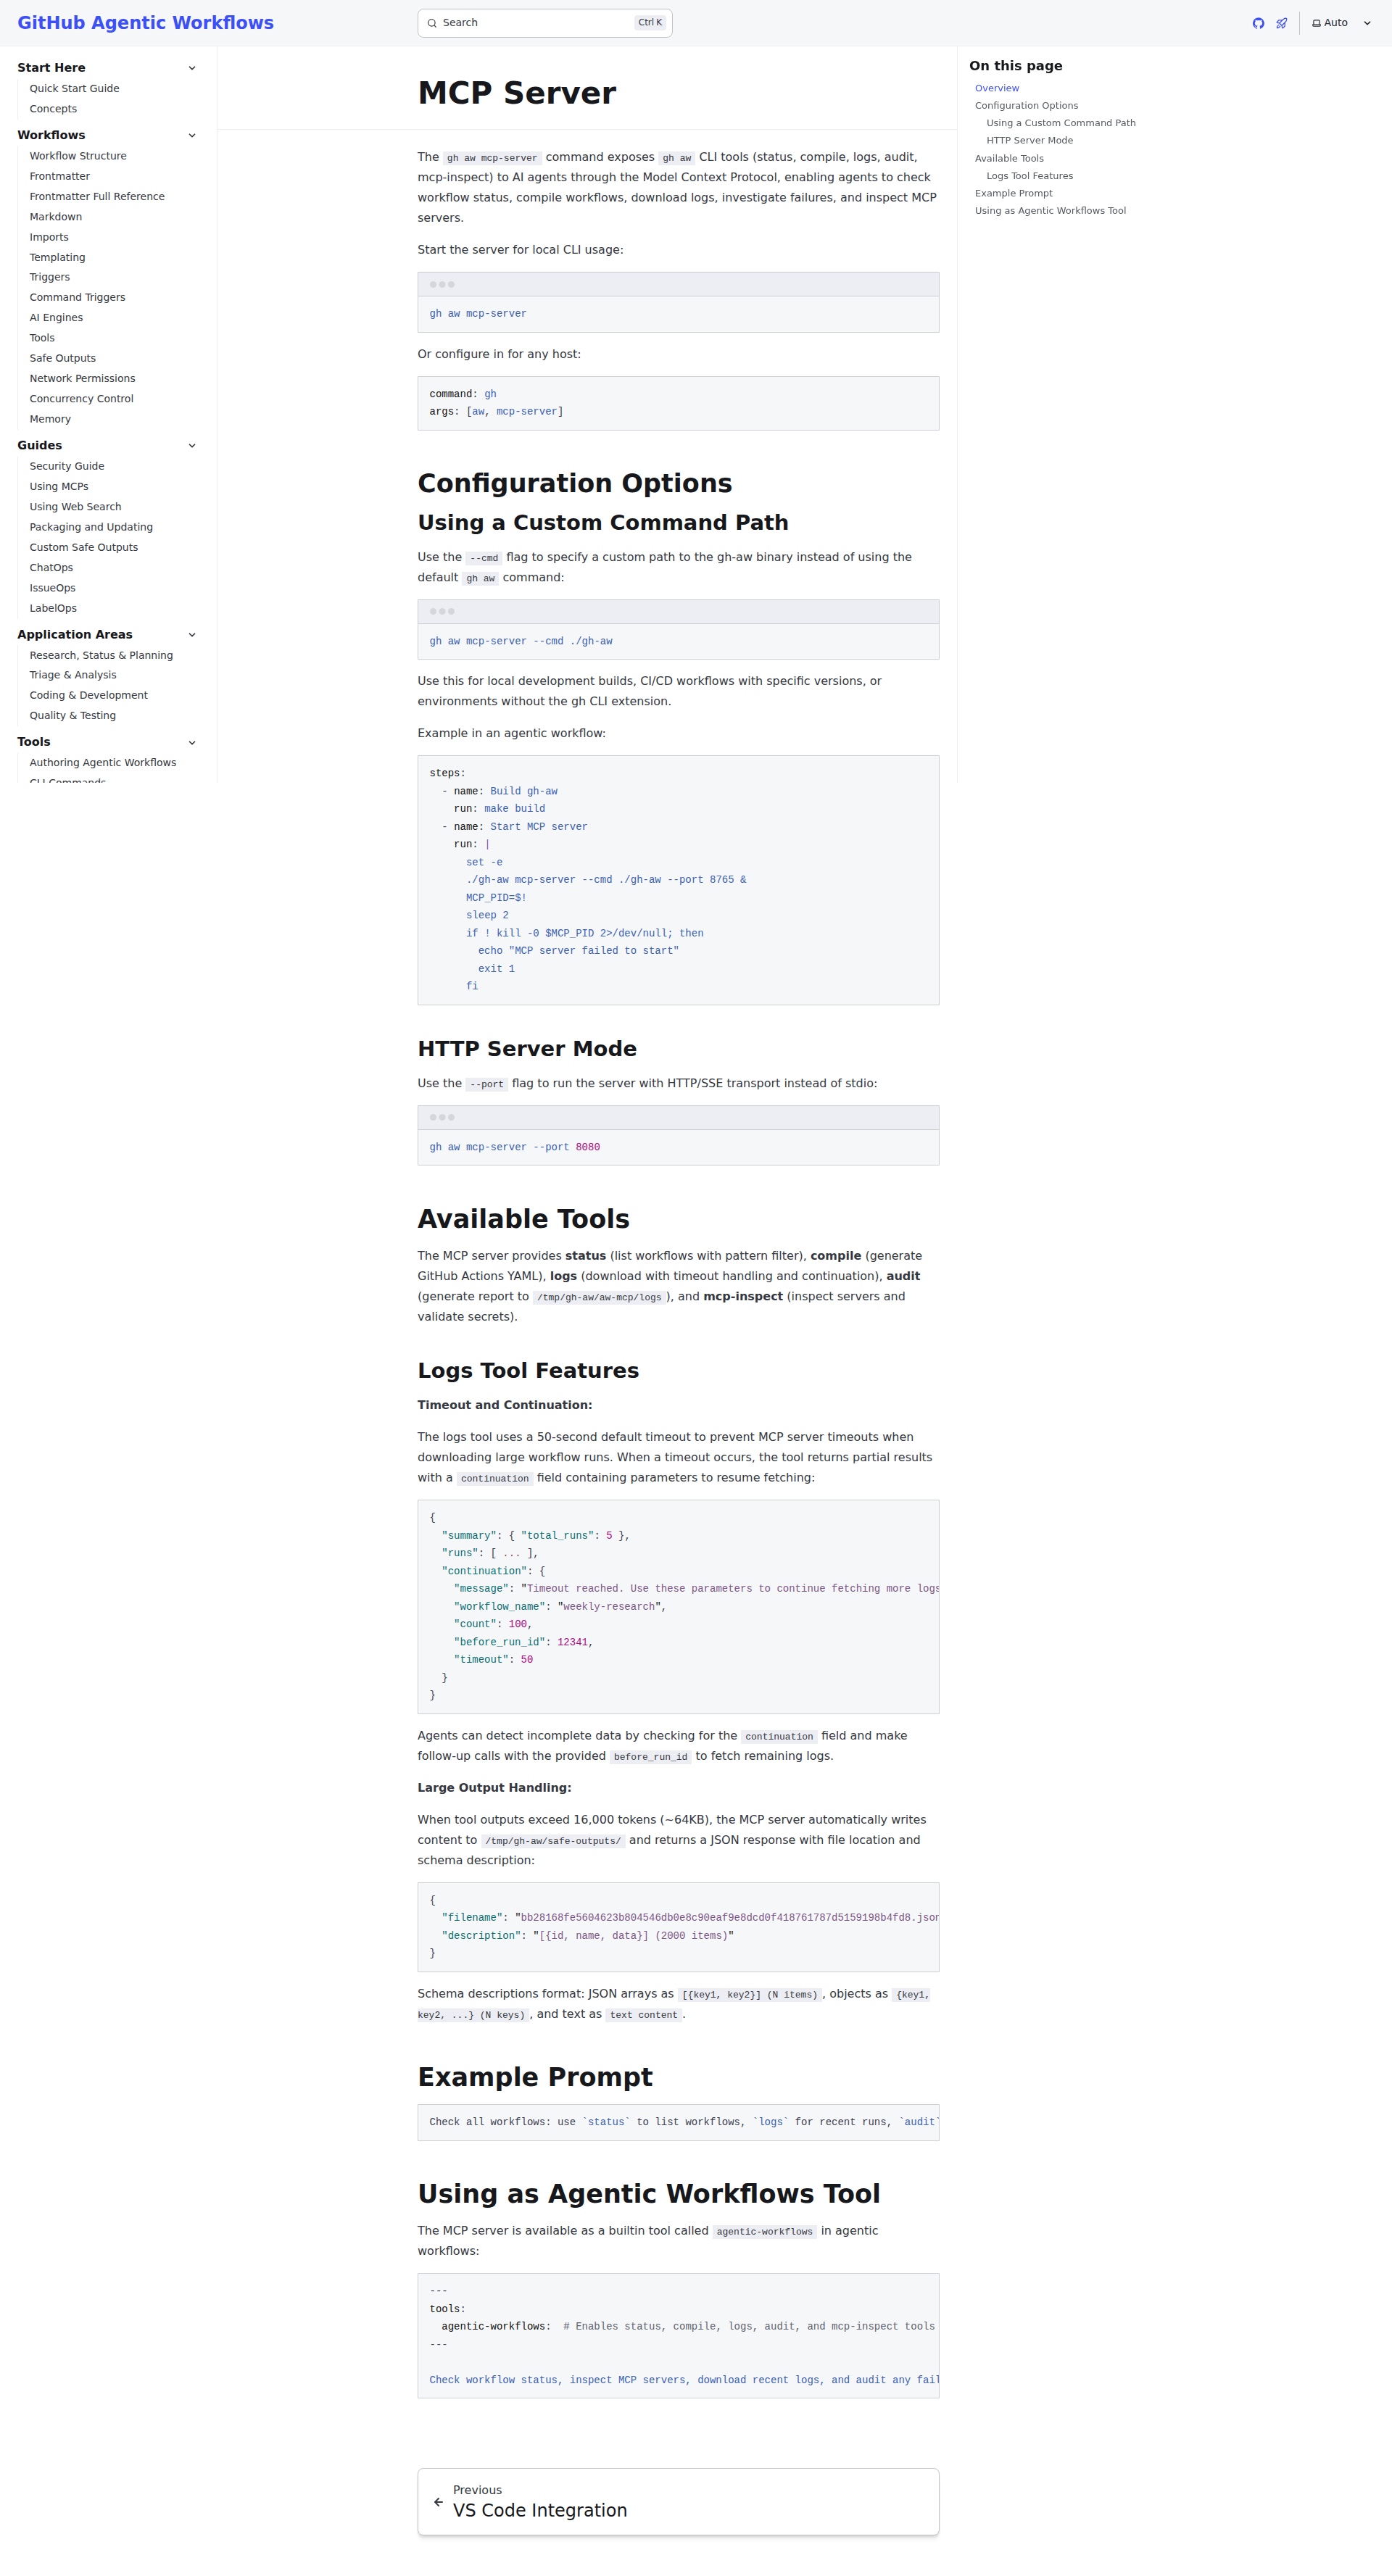 GitHub Agentic Workflows
Search
Ctrl K
Auto
Start Here
Quick Start Guide
Concepts
Workflows
Workflow Structure
Frontmatter
Frontmatter Full Reference
Markdown
Imports
Templating
Triggers
Command Triggers
AI Engines
Tools
Safe Outputs
Network Permissions
Concurrency Control
Memory
Guides
Security Guide
Using MCPs
Using Web Search
Packaging and Updating
Custom Safe Outputs
ChatOps
IssueOps
LabelOps
Application Areas
Research, Status & Planning
Triage & Analysis
Coding & Development
Quality & Testing
Tools
Authoring Agentic Workflows
CLI Commands
MCP Server
The gh aw mcp-server command exposes gh aw CLI tools (status, compile, logs, audit,
mcp-inspect) to AI agents through the Model Context Protocol, enabling agents to check
workflow status, compile workflows, download logs, investigate failures, and inspect MCP
servers.
Start the server for local CLI usage:
gh aw mcp-server
Or configure in for any host:
command: gh
args: [aw, mcp-server]
Configuration Options
Using a Custom Command Path
Use the --cmd flag to specify a custom path to the gh-aw binary instead of using the
default gh aw command:
gh aw mcp-server --cmd ./gh-aw
Use this for local development builds, CI/CD workflows with specific versions, or
environments without the gh CLI extension.
Example in an agentic workflow:
steps:
  - name: Build gh-aw
    run: make build
  - name: Start MCP server
    run: |
      set -e
      ./gh-aw mcp-server --cmd ./gh-aw --port 8765 &
      MCP_PID=$!
      sleep 2
      if ! kill -0 $MCP_PID 2>/dev/null; then
        echo "MCP server failed to start"
        exit 1
      fi
HTTP Server Mode
Use the --port flag to run the server with HTTP/SSE transport instead of stdio:
gh aw mcp-server --port 8080
Available Tools
The MCP server provides status (list workflows with pattern filter), compile (generate
GitHub Actions YAML), logs (download with timeout handling and continuation), audit
(generate report to /tmp/gh-aw/aw-mcp/logs ), and mcp-inspect (inspect servers and
validate secrets).
Logs Tool Features
Timeout and Continuation:
The logs tool uses a 50-second default timeout to prevent MCP server timeouts when
downloading large workflow runs. When a timeout occurs, the tool returns partial results
with a continuation field containing parameters to resume fetching:
{
  "summary": { "total_runs": 5 },
  "runs": [ ... ],
  "continuation": {
    "message": "Timeout reached. Use these parameters to continue fetching more logs
    "workflow_name": "weekly-research",
    "count": 100,
    "before_run_id": 12341,
    "timeout": 50
  }
}
Agents can detect incomplete data by checking for the continuation field and make
follow-up calls with the provided before_run_id to fetch remaining logs.
Large Output Handling:
When tool outputs exceed 16,000 tokens (~64KB), the MCP server automatically writes
content to /tmp/gh-aw/safe-outputs/ and returns a JSON response with file location and
schema description:
{
  "filename": "bb28168fe5604623b804546db0e8c90eaf9e8dcd0f418761787d5159198b4fd8.json
  "description": "[{id, name, data}] (2000 items)"
}
Schema descriptions format: JSON arrays as [{key1, key2}] (N items) , objects as {key1,
key2, ...} (N keys) , and text as text content .
Example Prompt
Check all workflows: use `status` to list workflows, `logs` for recent runs, `audit`
Using as Agentic Workflows Tool
The MCP server is available as a builtin tool called agentic-workflows in agentic
workflows:
---
tools:
  agentic-workflows:  # Enables status, compile, logs, audit, and mcp-inspect tools
---
Check workflow status, inspect MCP servers, download recent logs, and audit any fail
Previous
VS Code Integration
On this page
Overview
Configuration Options
Using a Custom Command Path
HTTP Server Mode
Available Tools
Logs Tool Features
Example Prompt
Using as Agentic Workflows Tool